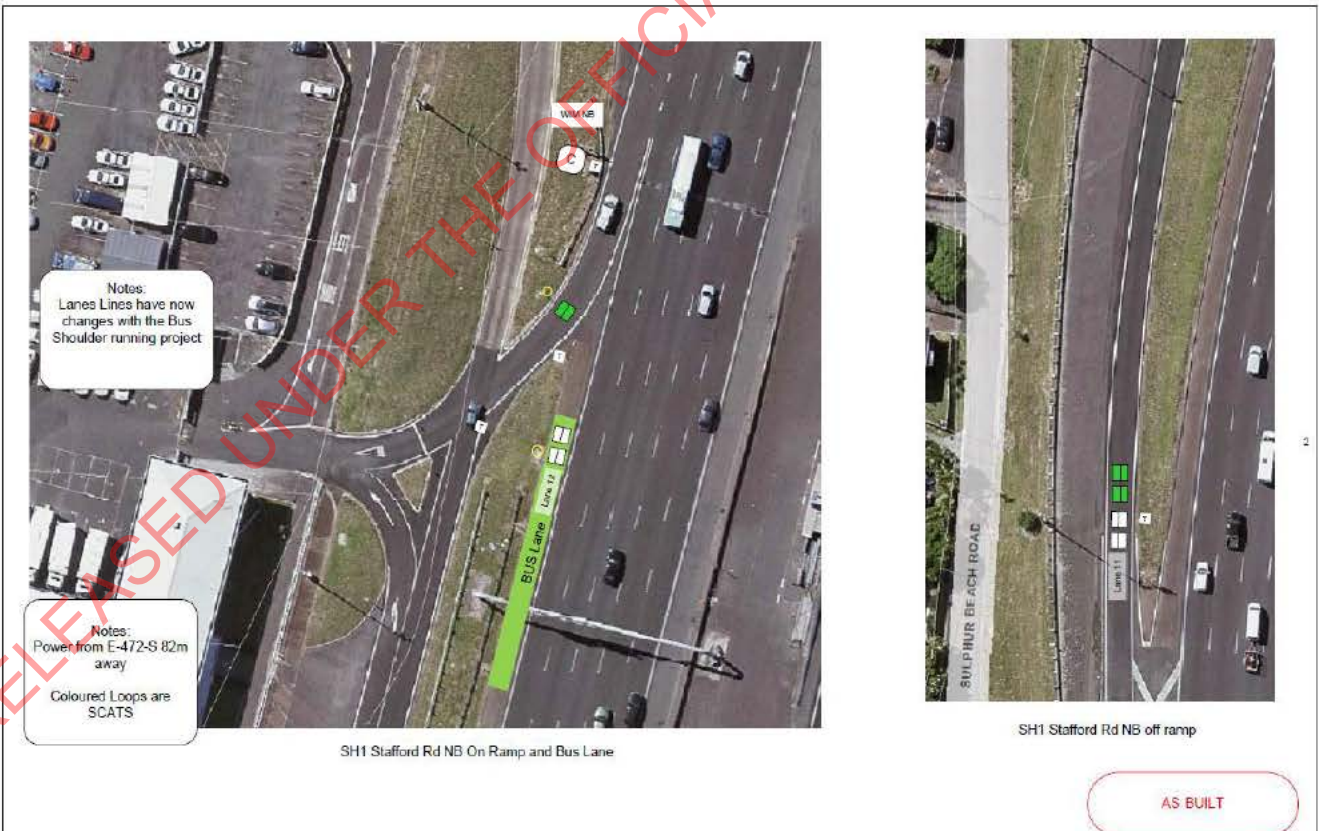 RELEASED UNDER THE OFFICIA
WIM NB
C
T
Notes:
Lanes Lines have now
changes with the Bus
Shoulder running project
T
T
Lane 12
BUS Lane
Notes:
Power from E-472-S 82m
away
Coloured Loops are
SCATS
SH1 Stafford Rd NB On Ramp and Bus Lane
T
Lane 11
SULPHUR BEACH ROAD
SH1 Stafford Rd NB off ramp
2
AS BUILT